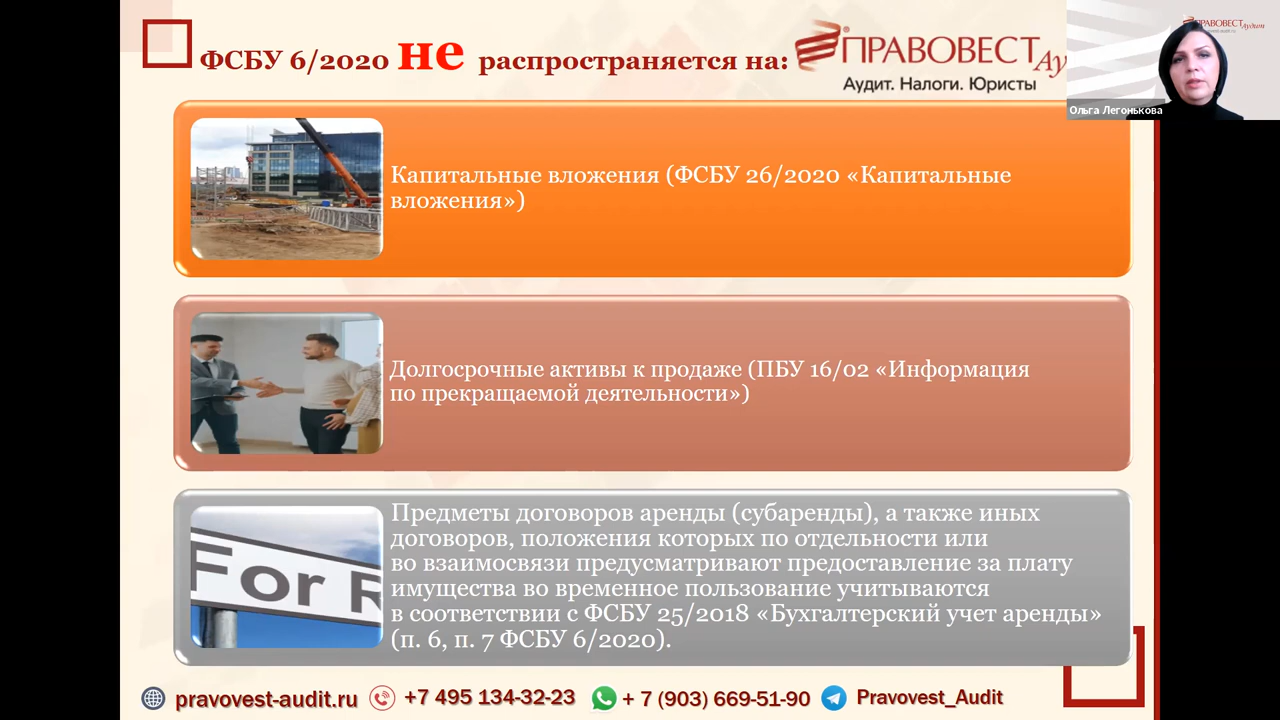 ФСБУ 6/2020 не распространяется на:
ПРАВОВЕСТ
Аудит. Налоги. Юристы
ПРАВОВЕСТ Аудит
Ольга Легонькова
Капитальные вложения (ФСБУ 26/2020 «Капитальные
вложения»)
Долгосрочные активы к продаже (ПБУ 16/02 «Информация
по прекращаемой деятельности»)
For R
Предметы договоров аренды (субаренды), а также иных
договоров, положения которых по отдельности или
во взаимосвязи предусматривают предоставление за плату
имущества во временное пользование учитываются
в соответствии с ФСБУ 25/2018 «Бухгалтерский учет аренды»
(п. 6, п. 7 ФСБУ 6/2020).
pravovest-audit.ru +7 495 134-32-23 + 7 (903) 669-51-90 Pravovest_Audit